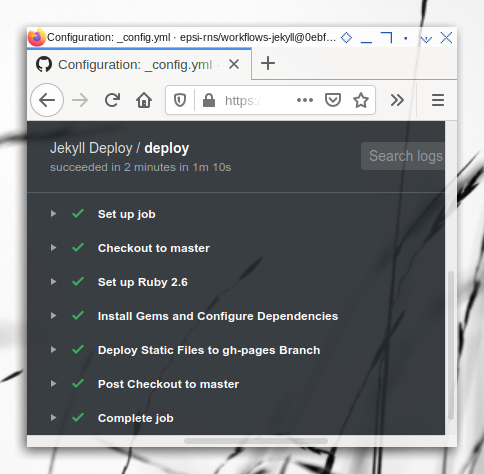 Configuration: _config.yml · epsi-rns/workflows-jekyll@0ebf...
Configuration: _config.yml ·
https:/
Jekyll Deploy / deploy
succeeded in 2 minutes in 1m 10s
Search logs
Set up job
Checkout to master
Set up Ruby 2.6
Install Gems and Configure Dependencies
Deploy Static Files to gh-pages Branch
Post Checkout to master
Complete job